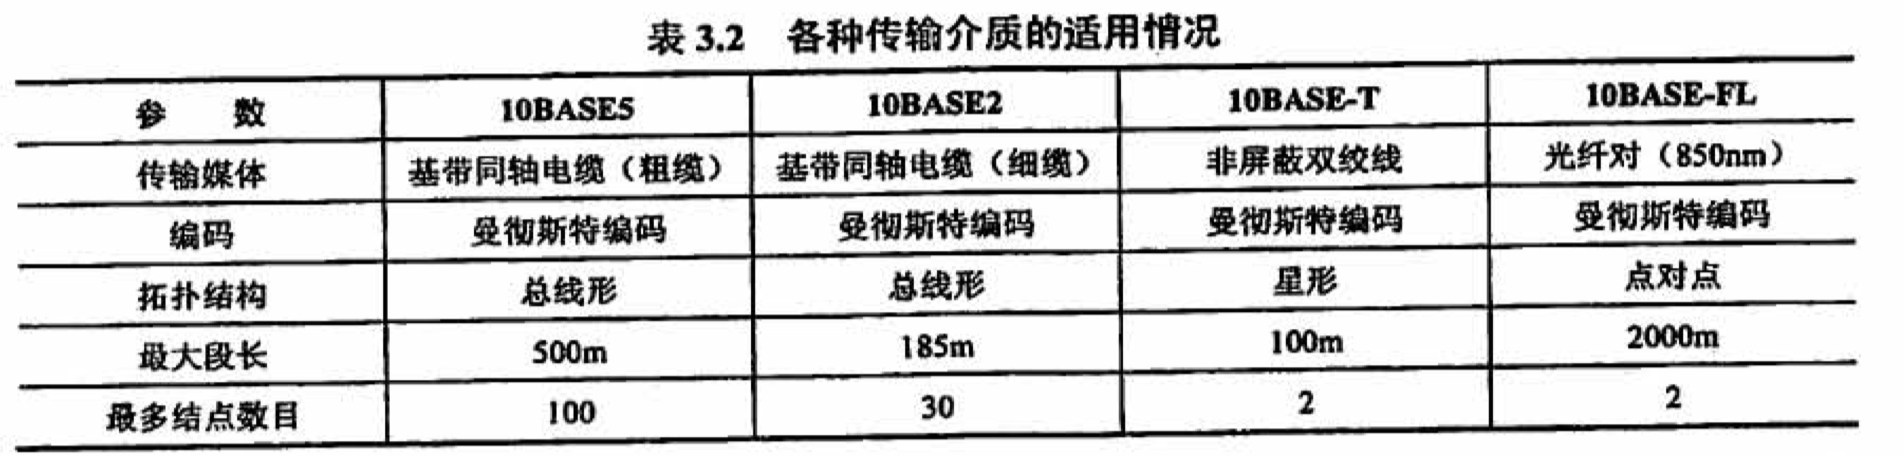 表 3.2 各种传输介质的适用情况
参 数 10BASE5 10BASE2 10BASE-T 10BASE-FL
传输媒体 基带同轴电缆（粗缆） 基带同轴电缆（细缆） 非屏蔽双绞线 光纤对（850nm）
编码 曼彻斯特编码 曼彻斯特编码 曼彻斯特编码 曼彻斯特编码
拓扑结构 总线形 总线形 星形 点对点
最大段长 500m 185m 100m 2000m
最多结点数目 100 30 2 2